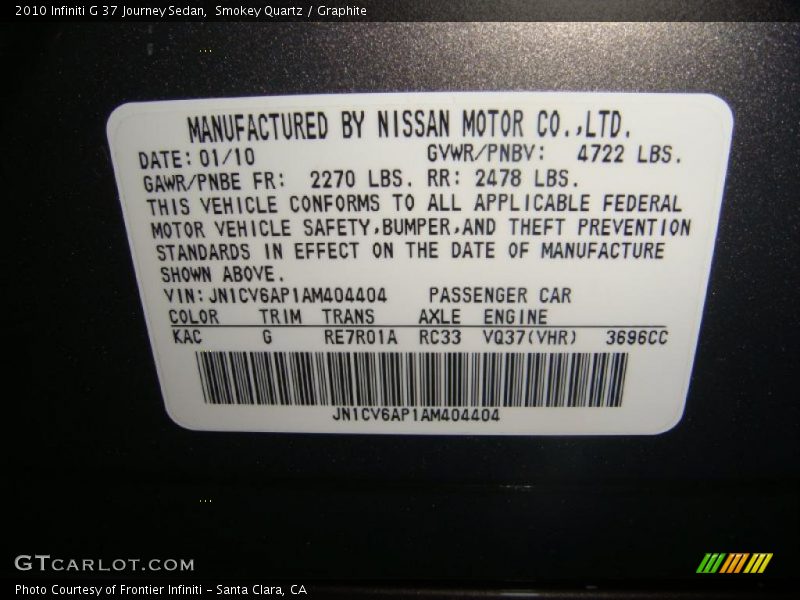 2010 Infiniti G 37 Journey Sedan,  Smokey Quartz / Graphite
MANUFACTURED BY NISSAN MOTOR CO.,LTD.
DATE: 01/10 GVWR/PNBV: 4722 LBS.
GAWR/PNBE FR: 2270 LBS. RR: 2478 LBS.
THIS VEHICLE CONFORMS TO ALL APPLICABLE FEDERAL
MOTOR VEHICLE SAFETY,BUMPER,AND THEFT PREVENTION
STANDARDS IN EFFECT ON THE DATE OF MANUFACTURE
SHOWN ABOVE.
VIN: JN1CV6AP1AM404404 PASSENGER CAR
COLOR TRIM TRANS AXLE ENGINE
KAC G RE7R01A RC33 VQ37(VHR) 3696CC
JN1CV6AP1AM404404
GTCARLOT.COM
Photo Courtesy of Frontier Infiniti - Santa Clara, CA